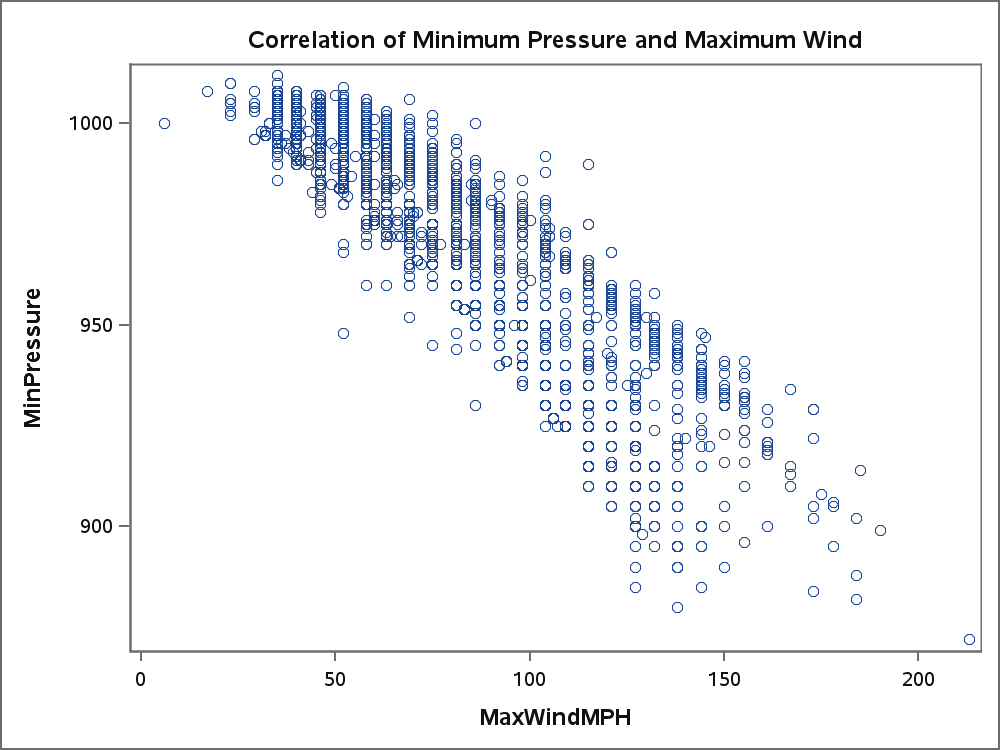 Correlation of Minimum Pressure and Maximum Wind
MinPressure
1000
950
900
0 50 100 150 200
MaxWindMPH